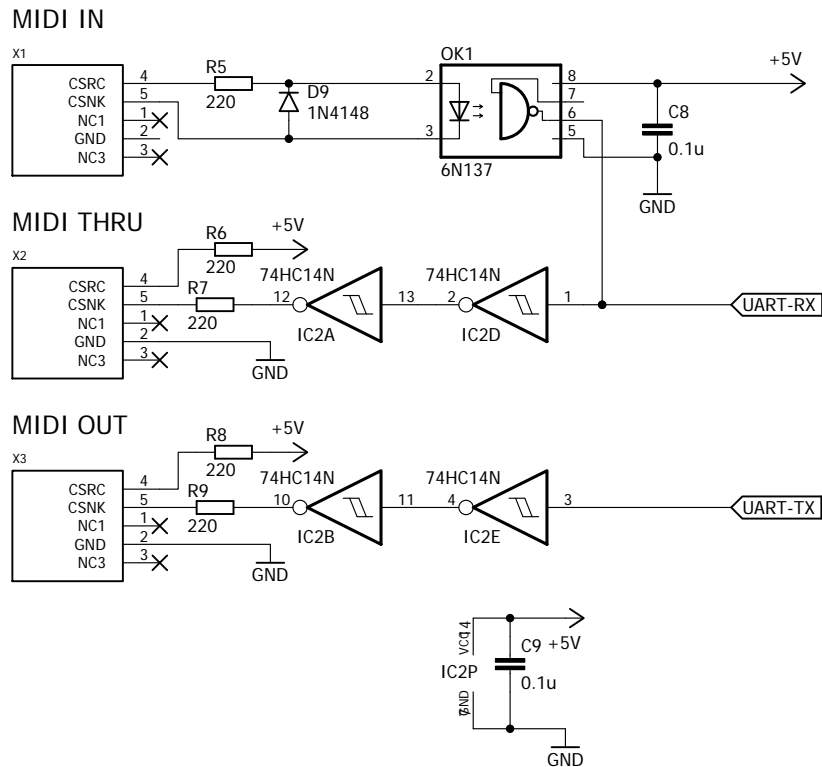 MIDI IN
X1
CSRC 4
CSNK 5
NC1 1
GND 2
NC3 3
R5
220
D9
1N4148
OK1
2
3
8
7
6
5
6N137
+5V
C8
0.1u
GND
MIDI THRU
X2
CSRC 4
CSNK 5
NC1 1
GND 2
NC3 3
R6
220
+5V
R7
220
GND
74HC14N
12
13
IC2A
74HC14N
2
1
IC2D
UART-RX
MIDI OUT
X3
CSRC 4
CSNK 5
NC1 1
GND 2
NC3 3
R8
220
+5V
R9
220
GND
74HC14N
10
11
IC2B
74HC14N
4
3
IC2E
UART-TX
VCC
14
IC2P
GND
7
C9
0.1u
+5V
GND